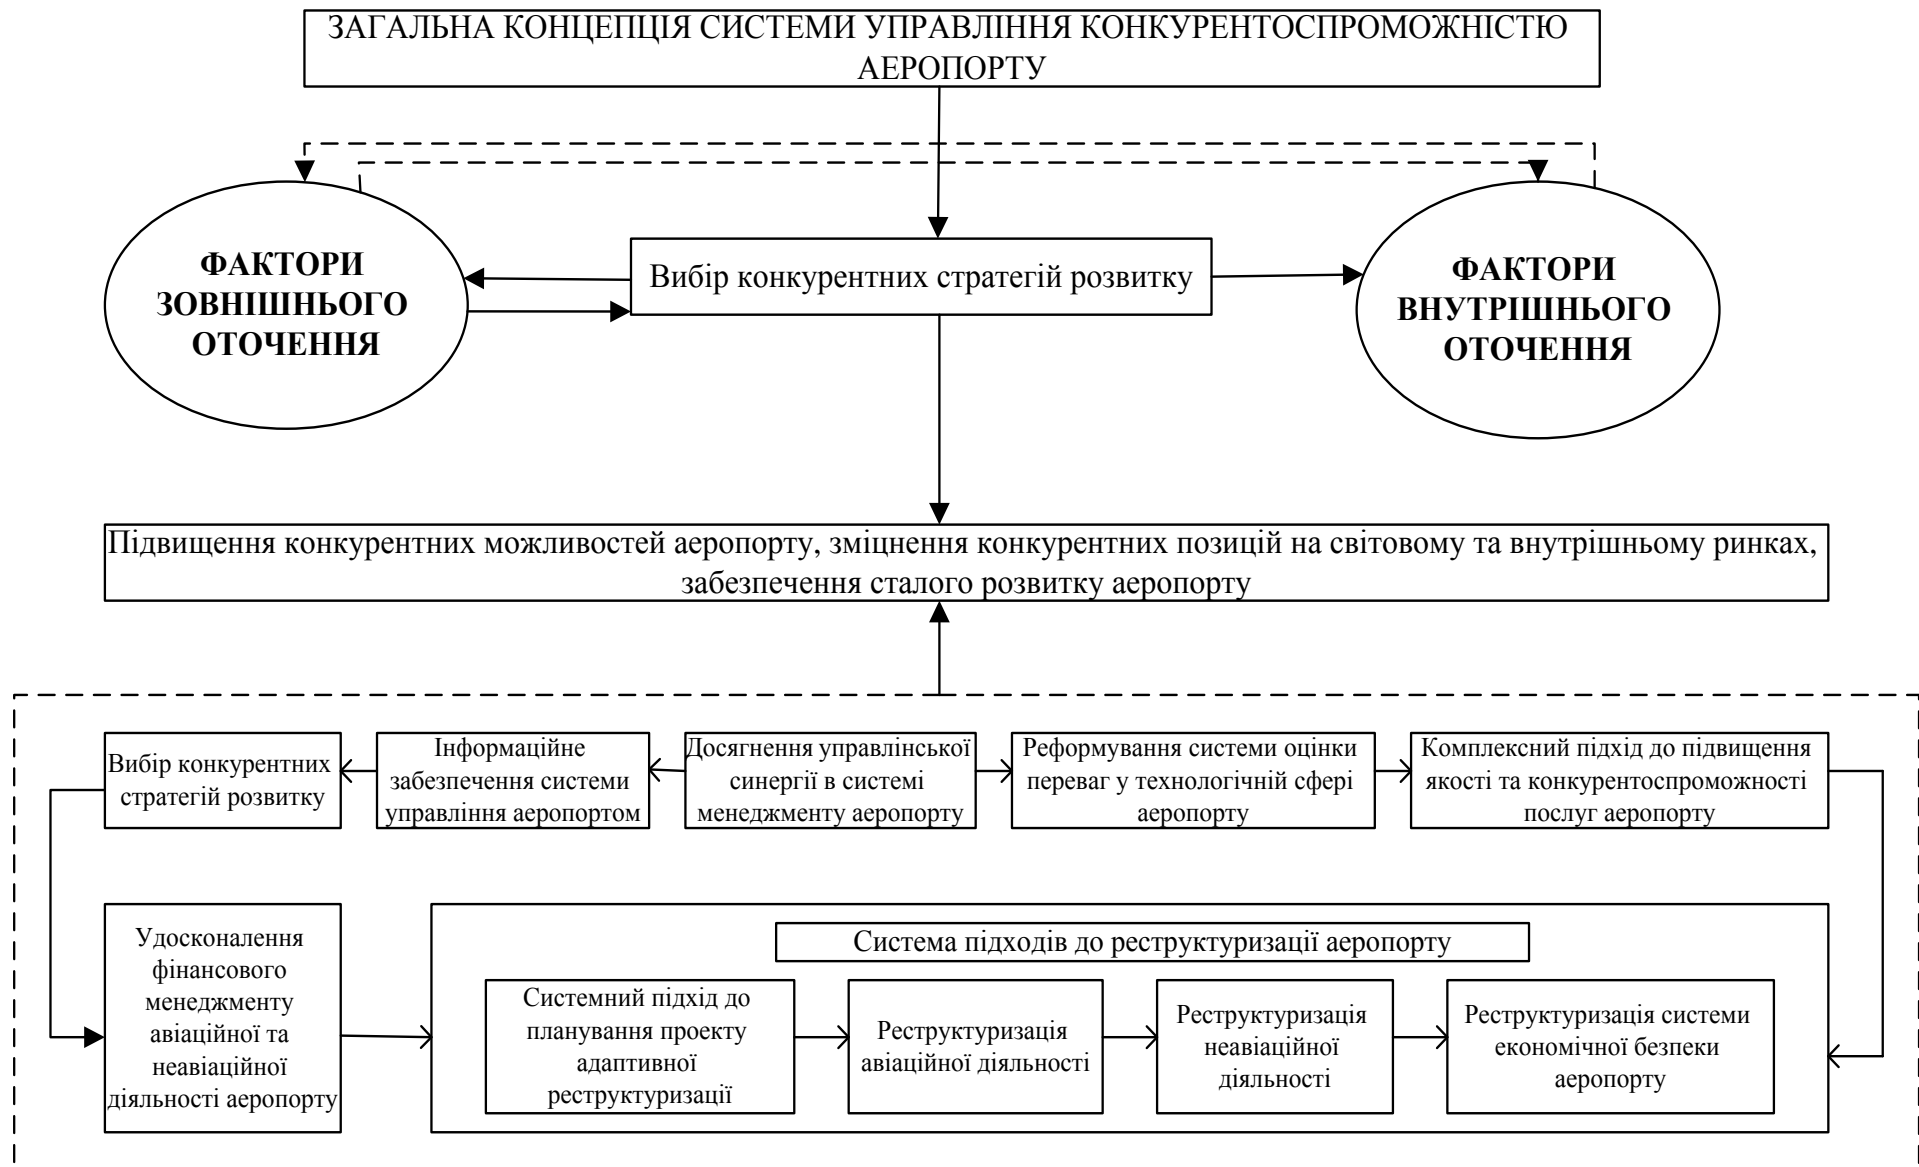 ЗАГАЛЬНА КОНЦЕПЦІЯ СИСТЕМИ УПРАВЛІННЯ КОНКУРЕНТОСПРОМОЖНІСТЮ
АЕРОПОРТУ
ФАКТОРИ
ЗОВНІШНЬОГО
ОТОЧЕННЯ
Вибір конкурентних стратегій розвитку
ФАКТОРИ
ВНУТРІШНЬОГО
ОТОЧЕННЯ
Підвищення конкурентних можливостей аеропорту, зміцнення конкурентних позицій на світовому та внутрішньому ринках,
забезпечення сталого розвитку аеропорту
Вибір конкурентних
стратегій розвитку
Інформаційне
забезпечення системи
управління аеропортом
Досягнення управлінської
синергії в системі
менеджменту аеропорту
Реформування системи оцінки
переваг у технологічній сфері
аеропорту
Комплексний підхід до підвищення
якості та конкурентоспроможності
послуг аеропорту
Удосконалення
фінансового
менеджменту
авіаційної та
неавіаційної
діяльності аеропорту
Система підходів до реструктуризації аеропорту
Системний підхід до
планування проекту
адаптивної
реструктуризації
Реструктуризація
авіаційної діяльності
Реструктуризація
неавіаційної
діяльності
Реструктуризація системи
економічної безпеки
аеропорту